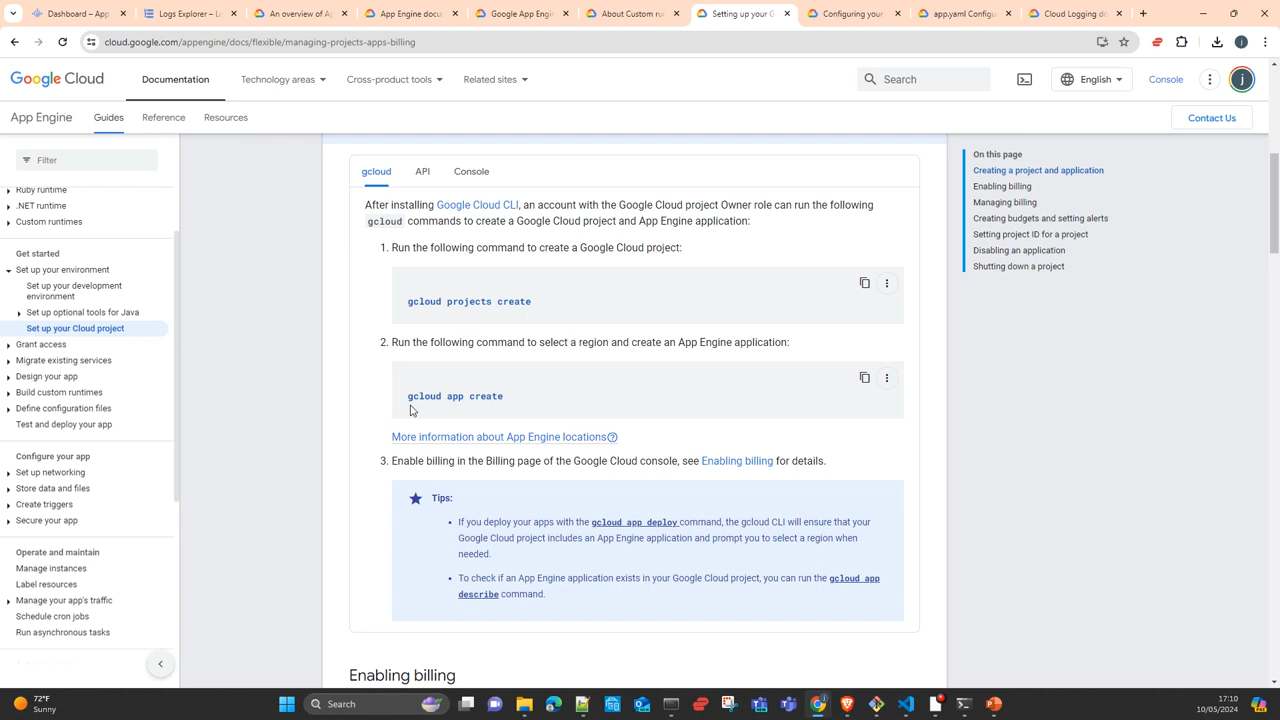 Dashboard – App
Logs Explorer – L
An overview of A
App Engine docu
Google App Eng
About Custom ru
Setting up your G
Configuring your
app.yaml Configu
Cloud Logging d
cloud.google.com/appengine/docs/flexible/managing-projects-apps-billing
Google Cloud
Documentation
Technology areas
Cross-product tools
Related sites
Search
English
Console
j
App Engine
Guides
Reference
Resources
Contact Us
Filter
Ruby runtime
.NET runtime
Custom runtimes
Get started
Set up your environment
Set up your development
environment
Set up optional tools for Java
Set up your Cloud project
Grant access
Migrate existing services
Design your app
Build custom runtimes
Define configuration files
Test and deploy your app
Configure your app
Set up networking
Store data and files
Create triggers
Secure your app
Operate and maintain
Manage instances
Label resources
Manage your app's traffic
Schedule cron jobs
Run asynchronous tasks
gcloud
API
Console
After installing Google Cloud CLI, an account with the Google Cloud project Owner role can run the following
gcloud commands to create a Google Cloud project and App Engine application:
1. Run the following command to create a Google Cloud project:
gcloud projects create
2. Run the following command to select a region and create an App Engine application:
gcloud app create
More information about App Engine locations
3. Enable billing in the Billing page of the Google Cloud console, see Enabling billing for details.
Tips:
• If you deploy your apps with the gcloud app deploy command, the gcloud CLI will ensure that your
Google Cloud project includes an App Engine application and prompt you to select a region when
needed.
• To check if an App Engine application exists in your Google Cloud project, you can run the gcloud app
describe command.
Enabling billing
On this page
Creating a project and application
Enabling billing
Managing billing
Creating budgets and setting alerts
Setting project ID for a project
Disabling an application
Shutting down a project
72°F
Sunny
Search
17:10
10/05/2024